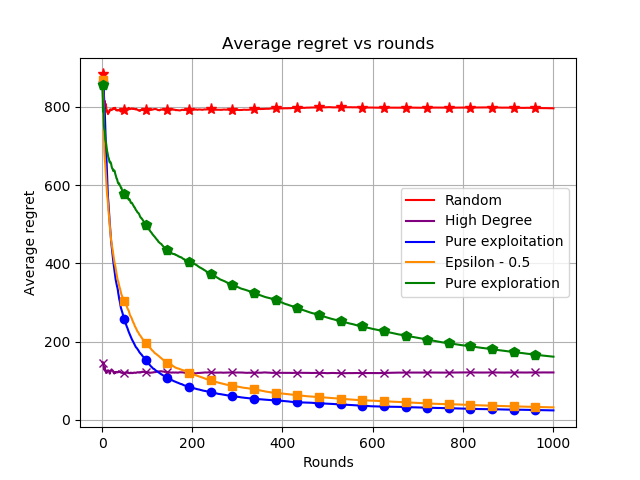 Average regret vs rounds
Average regret
800
600
400
200
0
Random
High Degree
Pure exploitation
Epsilon - 0.5
Pure exploration
0 200 400 600 800 1000
Rounds